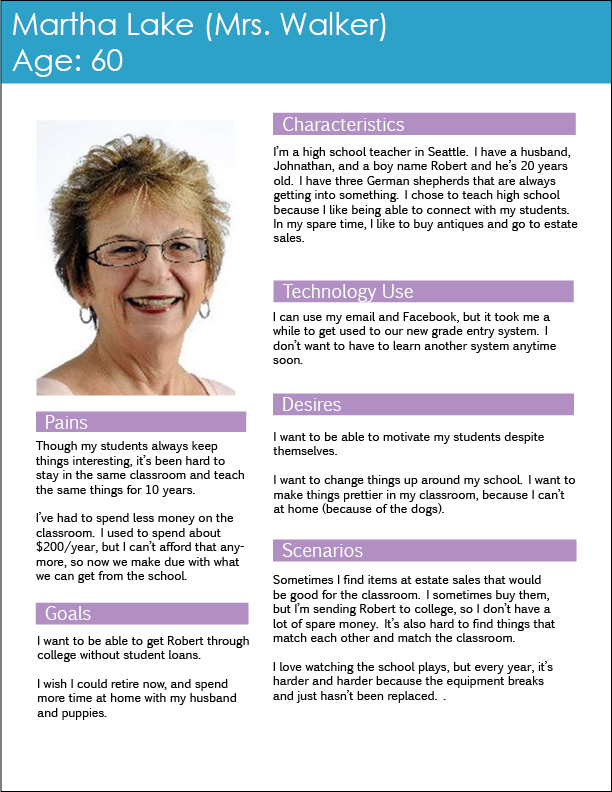 Martha Lake (Mrs. Walker)
Age: 60
Characteristics
I'm a high school teacher in Seattle. I have a husband,
Johnathan, and a boy name Robert and he's 20 years
old. I have three German shepherds that are always
getting into something. I chose to teach high school
because I like being able to connect with my students.
In my spare time, I like to buy antiques and go to estate
sales.
Technology Use
I can use my email and Facebook, but it took me a
while to get used to our new grade entry system. I
don't want to have to learn another system anytime
soon.
Desires
I want to be able to motivate my students despite
themselves.
I want to change things up around my school. I want to
make things prettier in my classroom, because I can't
at home (because of the dogs).
Scenarios
Sometimes I find items at estate sales that would
be good for the classroom. I sometimes buy them,
but I'm sending Robert to college, so I don't have a
lot of spare money. It's also hard to find things that
match each other and match the classroom.
I love watching the school plays, but every year, it's
harder and harder because the equipment breaks
and just hasn't been replaced. .
Pains
Though my students always keep
things interesting, it's been hard to
stay in the same classroom and teach
the same things for 10 years.
I've had to spend less money on the
classroom. I used to spend about
$200/year, but I can't afford that any-
more, so now we make due with what
we can get from the school.
Goals
I want to be able to get Robert through
college without student loans.
I wish I could retire now, and spend
more time at home with my husband
and puppies.